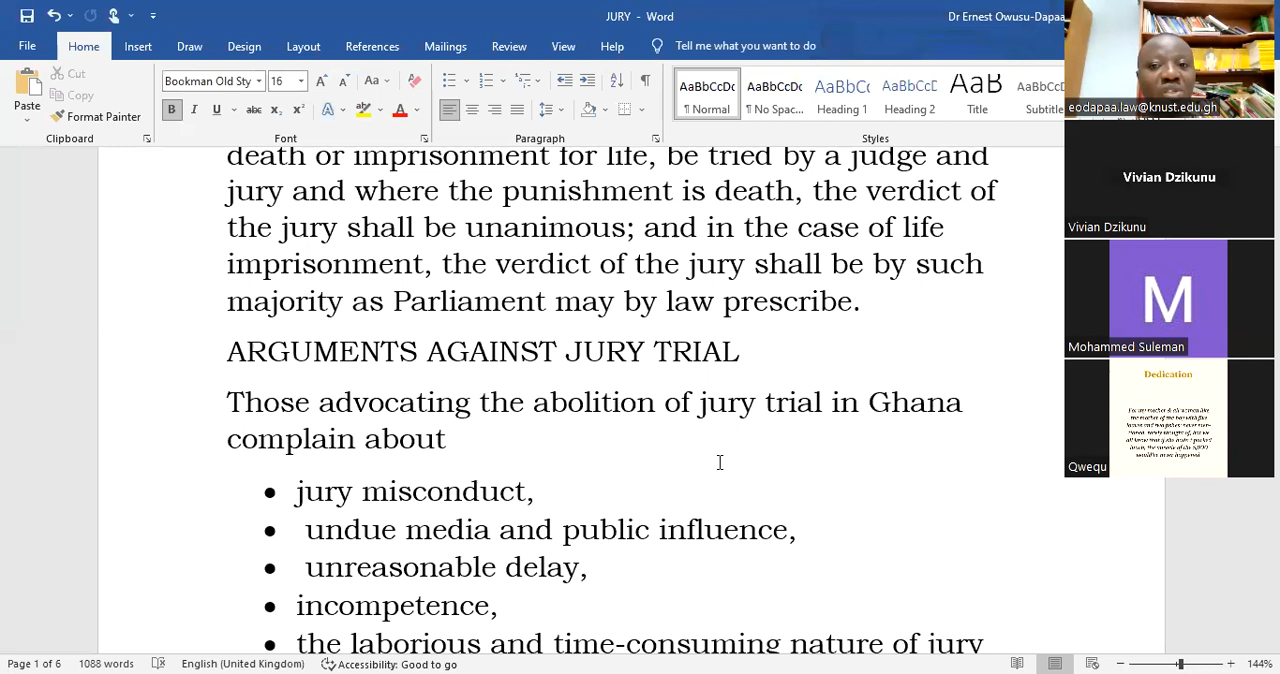 JURY - Word
Dr Ernest Owusu-Dapaa
File Home Insert Draw Design Layout References Mailings Review View Help Tell me what you want to do
Paste
Cut
Copy
Format Painter
Clipboard
Bookman Old Sty 16
Font
Paragraph
AaBbCcDc AaBbCcDc AaBbCc AaBbCcD AaB AaBbCcD
¶ Normal ¶ No Spac... Heading 1 Heading 2 Title Subtitle
Styles
death or imprisonment for life, be tried by a judge and
jury and where the punishment is death, the verdict of
the jury shall be unanimous; and in the case of life
imprisonment, the verdict of the jury shall be by such
majority as Parliament may by law prescribe.
ARGUMENTS AGAINST JURY TRIAL
Those advocating the abolition of jury trial in Ghana
complain about
• jury misconduct,
• undue media and public influence,
• unreasonable delay,
• incompetence,
• the laborious and time-consuming nature of jury
eodapaa.law@knust.edu.gh
Vivian Dzikunu
Vivian Dzikunu
M
Mohammed Suleman
Dedication
Qwequ
Page 1 of 6 1088 words English (United Kingdom) Accessibility: Good to go 144%